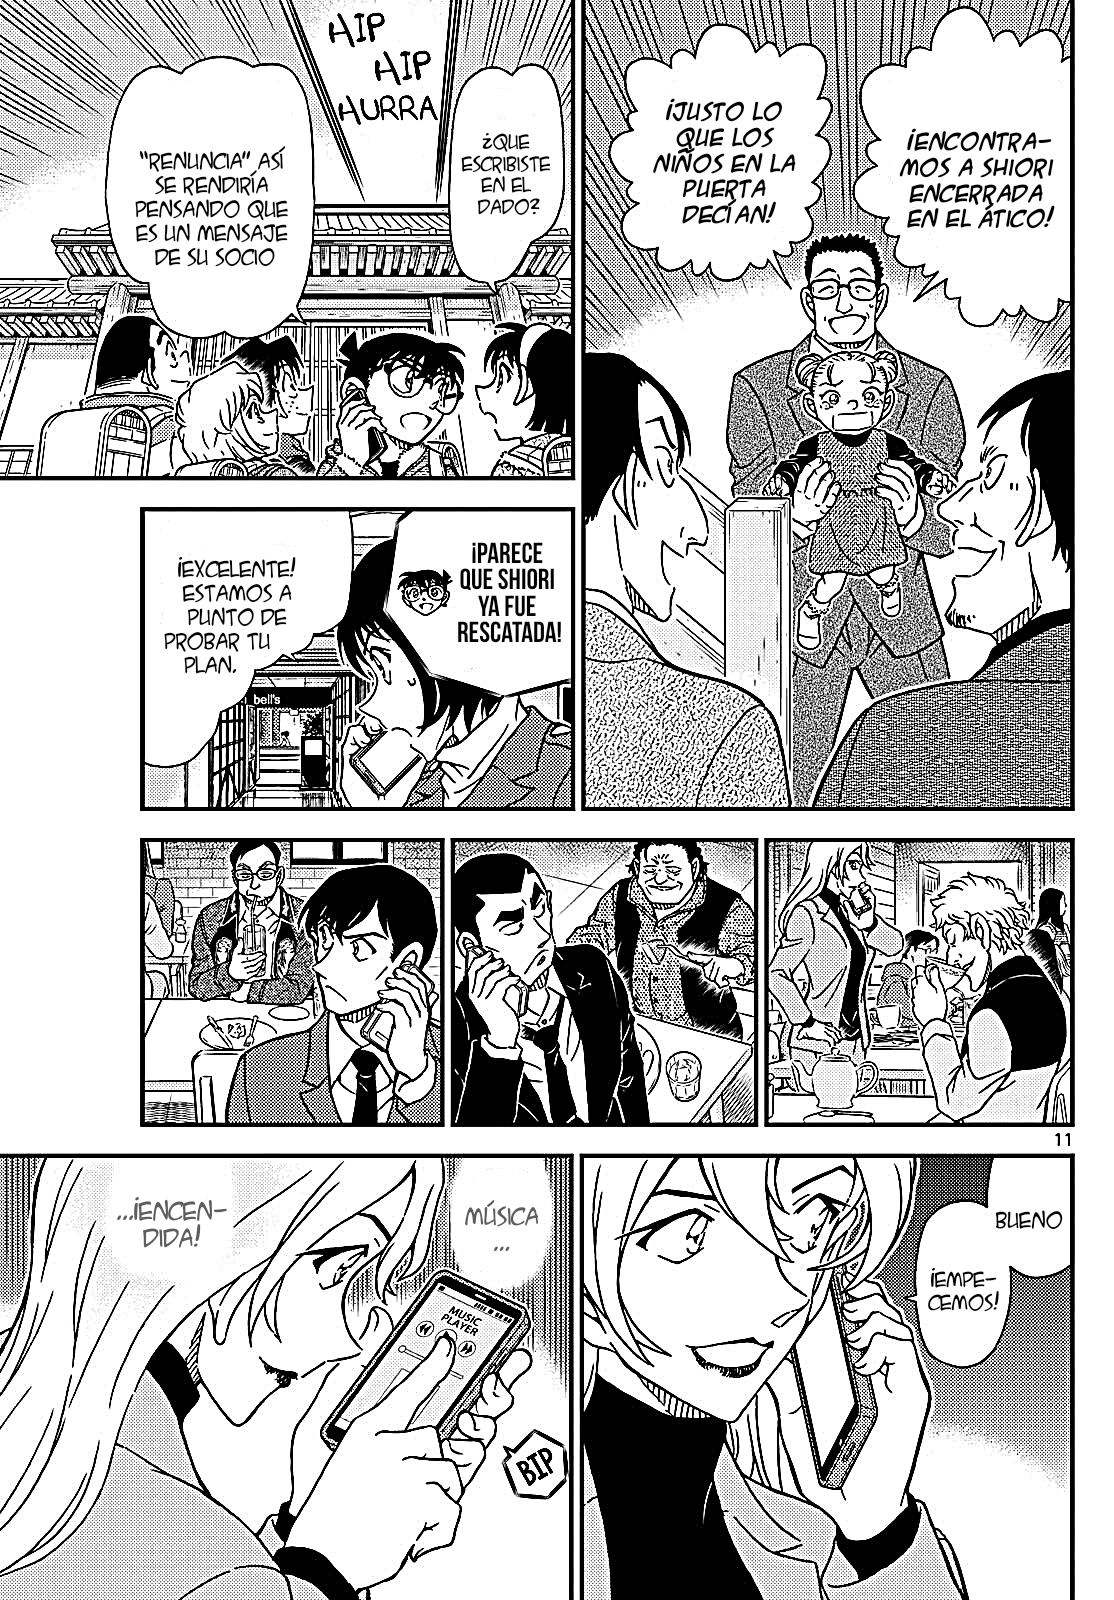 ¡ENCONTRA-
MOS A SHIORI
ENCERRADA
EN EL ÁTICO!
¡JUSTO LO
QUE LOS
NIÑOS EN LA
PUERTA
DECÍAN!
HIP
HIP
HURRA
¿QUE
ESCRIBISTE
EN EL
DADO?
"RENUNCIA" ASÍ
SE RENDIRÍA
PENSANDO QUE
ES UN MENSAJE
DE SU SOCIO
¡PARECE
QUE SHIORI
YA FUE
RESCATADA!
¡EXCELENTE!
ESTAMOS A
PUNTO DE
PROBAR TU
PLAN.
bell's
11
BUENO
¡EMPE-
CEMOS!
MÚSICA
...
...¡ENCEN-
DIDA!
MUSIC
PLAYER
BIP